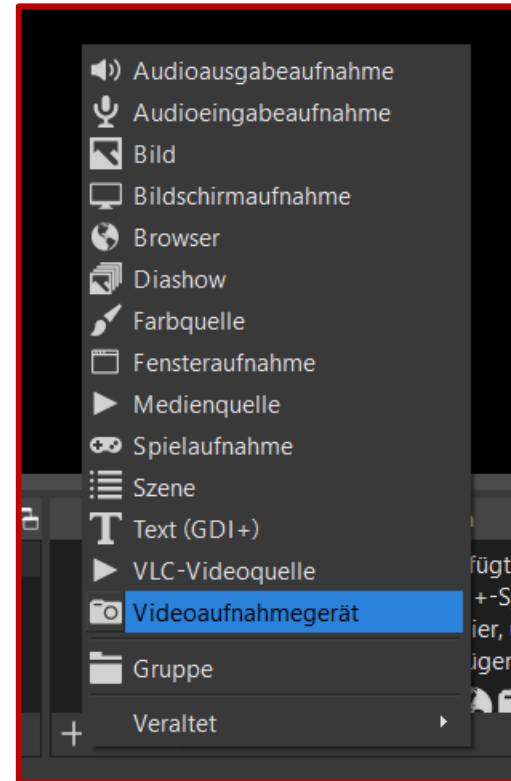 Audioausgabeaufnahme
Audioeingabeaufnahme
Bild
Bildschirmaufnahme
Browser
Diashow
Farbquelle
Fensteraufnahme
Medienquelle
Spielaufnahme
Szene
Text (GDI+)
VLC-Videoquelle
Videoaufnahmegerät
Gruppe
Veraltet